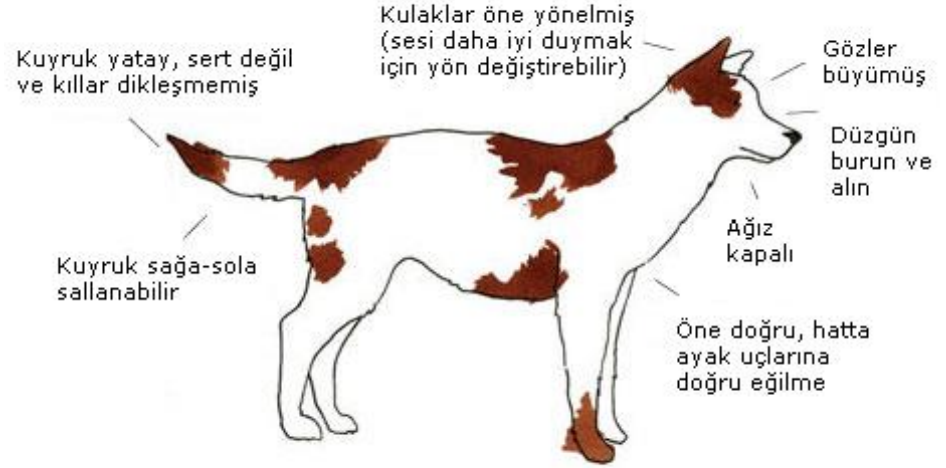 Kulaklar öne yönelmiş
(sesi daha iyi duymak
için yön değiştirebilir)
Kuyruk yatay, sert değil
ve kıllar dikleşmemiş
Gözler
büyümüş
Düzgün
burun ve
alın
Ağız
kapalı
Kuyruk sağa-sola
sallanabilir
Öne doğru, hatta
ayak uçlarına
doğru eğilme